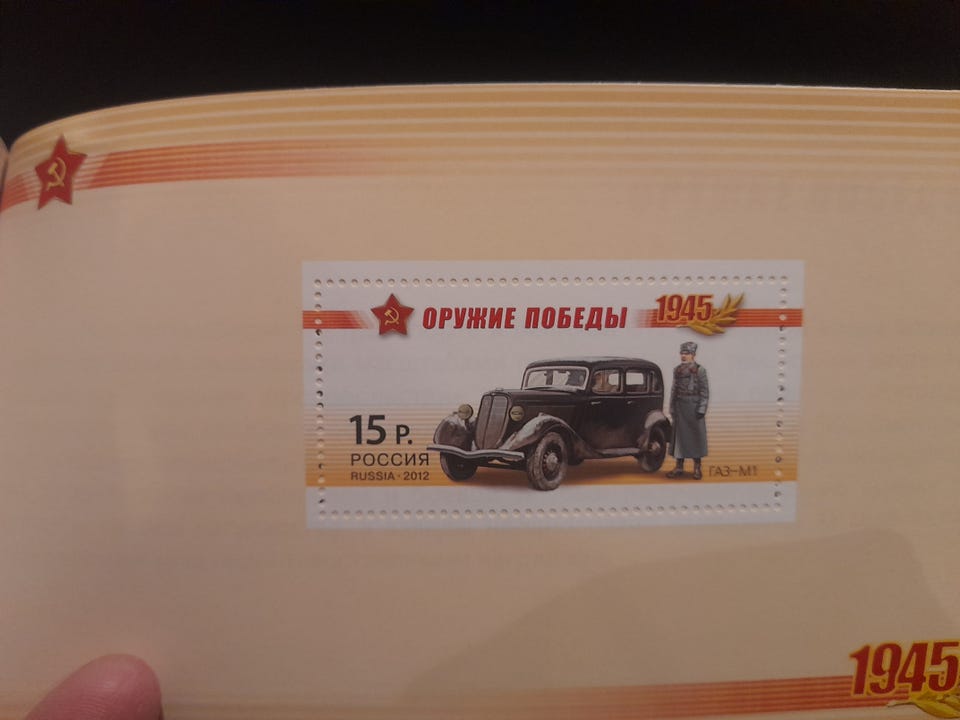 ОРУЖИЕ ПОБЕДЫ 1945
15 Р.
РОССИЯ
RUSSIA · 2012
ГАЗ-М1
1945